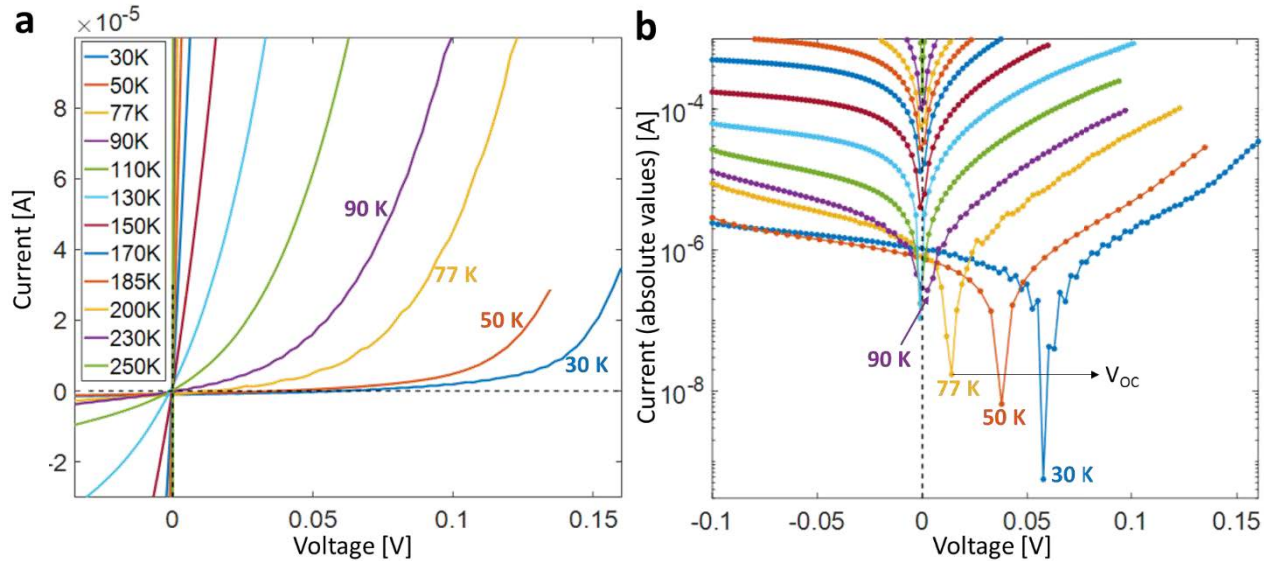 a
× 10⁻⁵
8
6
4
2
0
-2
Current [A]
30K
50K
77K
90K
110K
130K
150K
170K
185K
200K
230K
250K
90 K
77 K
50 K
30 K
0 0.05 0.1 0.15
Voltage [V]
b
10⁻⁴
10⁻⁶
10⁻⁸
Current (absolute values) [A]
90 K
77 K
50 K
30 K
V_OC
-0.1 -0.05 0 0.05 0.1 0.15
Voltage [V]